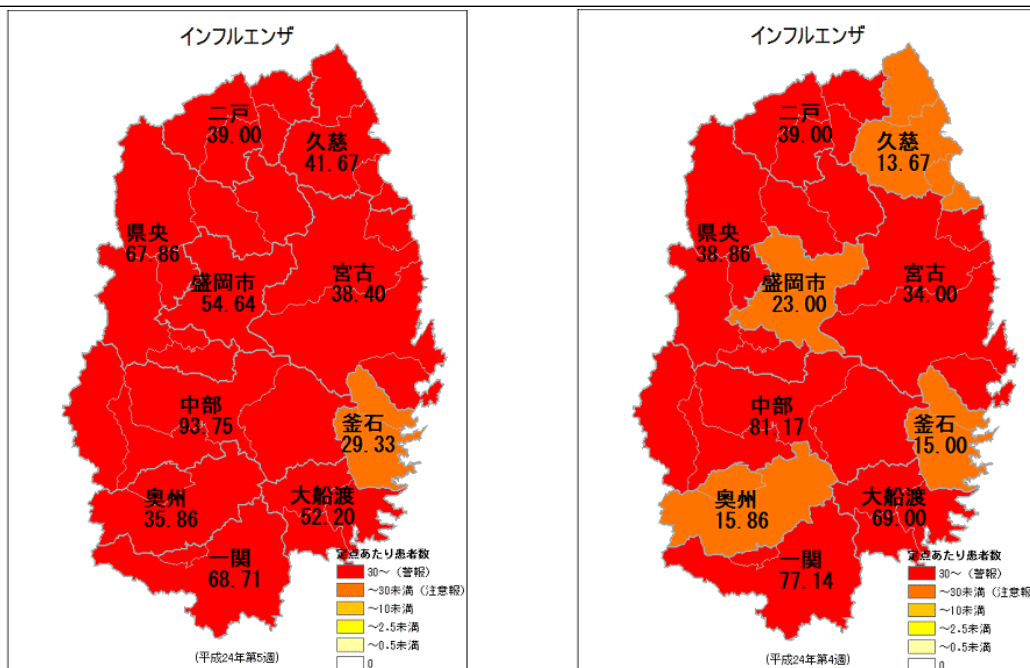 インフルエンザ
二戸
39.00
久慈
41.67
県央
67.86
盛岡市
54.64
宮古
38.40
中部
93.75
釜石
29.33
奥州
35.86
大船渡
52.20
一関
68.71
定点あたり患者数
30～（警報）
～30未満（注意報）
～10未満
～2.5未満
～0.5未満
0
(平成24年第5週)
インフルエンザ
二戸
39.00
久慈
13.67
県央
38.86
盛岡市
23.00
宮古
34.00
中部
81.17
釜石
15.00
奥州
15.86
大船渡
69.00
一関
77.14
定点あたり患者数
30～（警報）
～30未満（注意報
～10未満
～2.5未満
～0.5未満
0
(平成24年第4週)